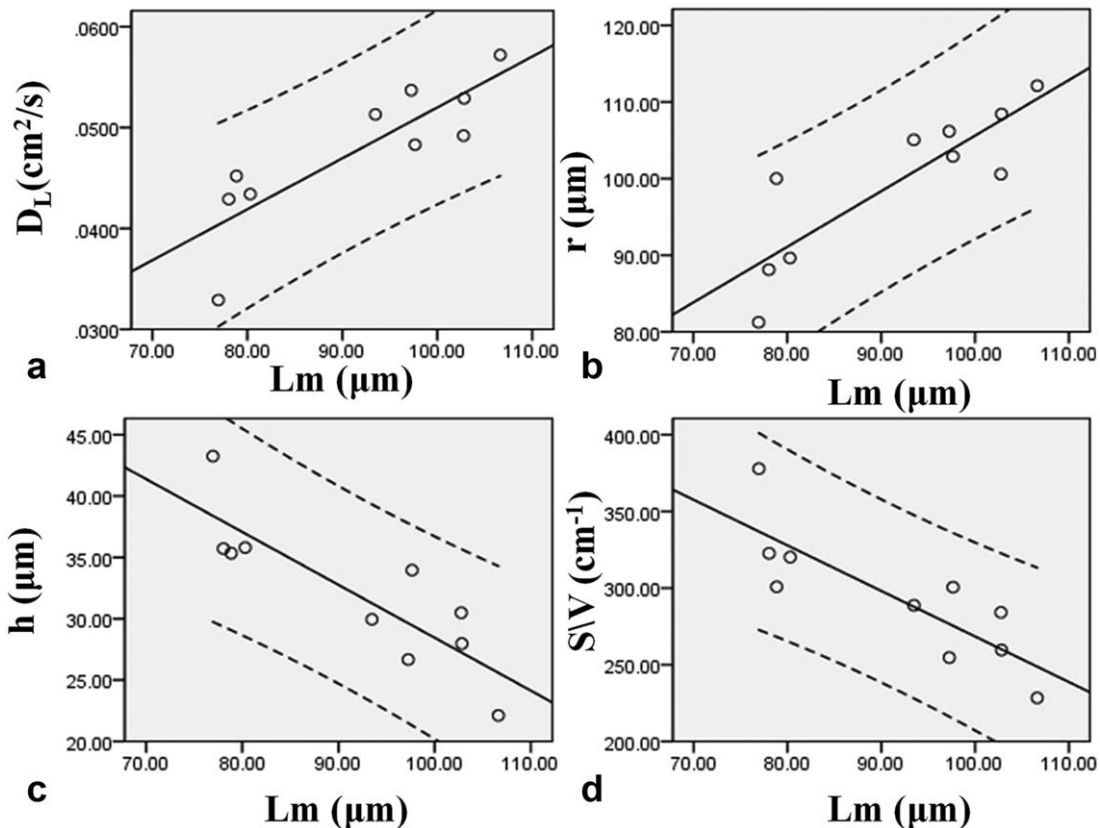 .0600
.0500
.0400
.0300
D_L(cm²/s)
70.00 80.00 90.00 100.00 110.00
a
Lm (μm)
120.00
110.00
100.00
90.00
80.00
r (μm)
70.00 80.00 90.00 100.00 110.00
b
Lm (μm)
45.00
40.00
35.00
30.00
25.00
20.00
h (μm)
70.00 80.00 90.00 100.00 110.00
c
Lm (μm)
400.00
350.00
300.00
250.00
200.00
S\V (cm⁻¹)
70.00 80.00 90.00 100.00 110.00
d
Lm (μm)